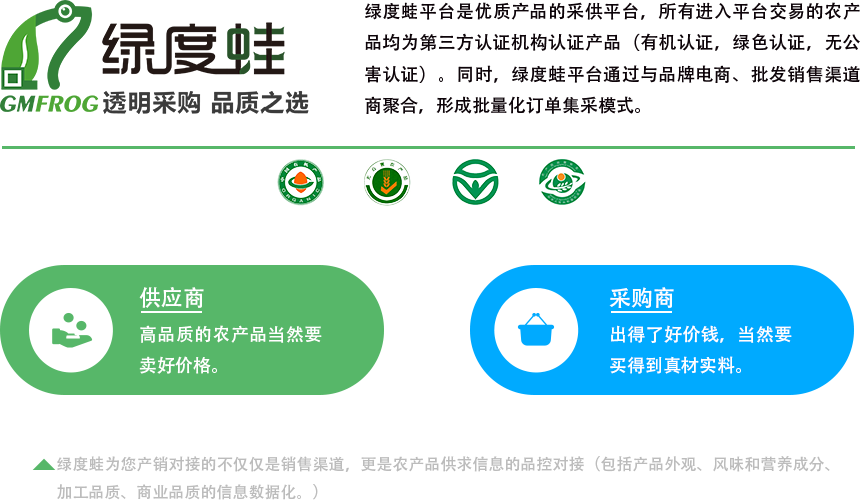 绿度蛙
GMFROG 透明采购 品质之选
绿度蛙平台是优质产品的采供平台，所有进入平台交易的农产
品均为第三方认证机构认证产品（有机认证，绿色认证，无公
害认证）。同时，绿度蛙平台通过与品牌电商、批发销售渠道
商聚合，形成批量化订单集采模式。
供应商
高品质的农产品当然要
卖好价格。
采购商
出得了好价钱，当然要
买得到真材实料。
绿度蛙为您产销对接的不仅仅是销售渠道，更是农产品供求信息的品控对接（包括产品外观、风味和营养成分、
加工品质、商业品质的信息数据化。）